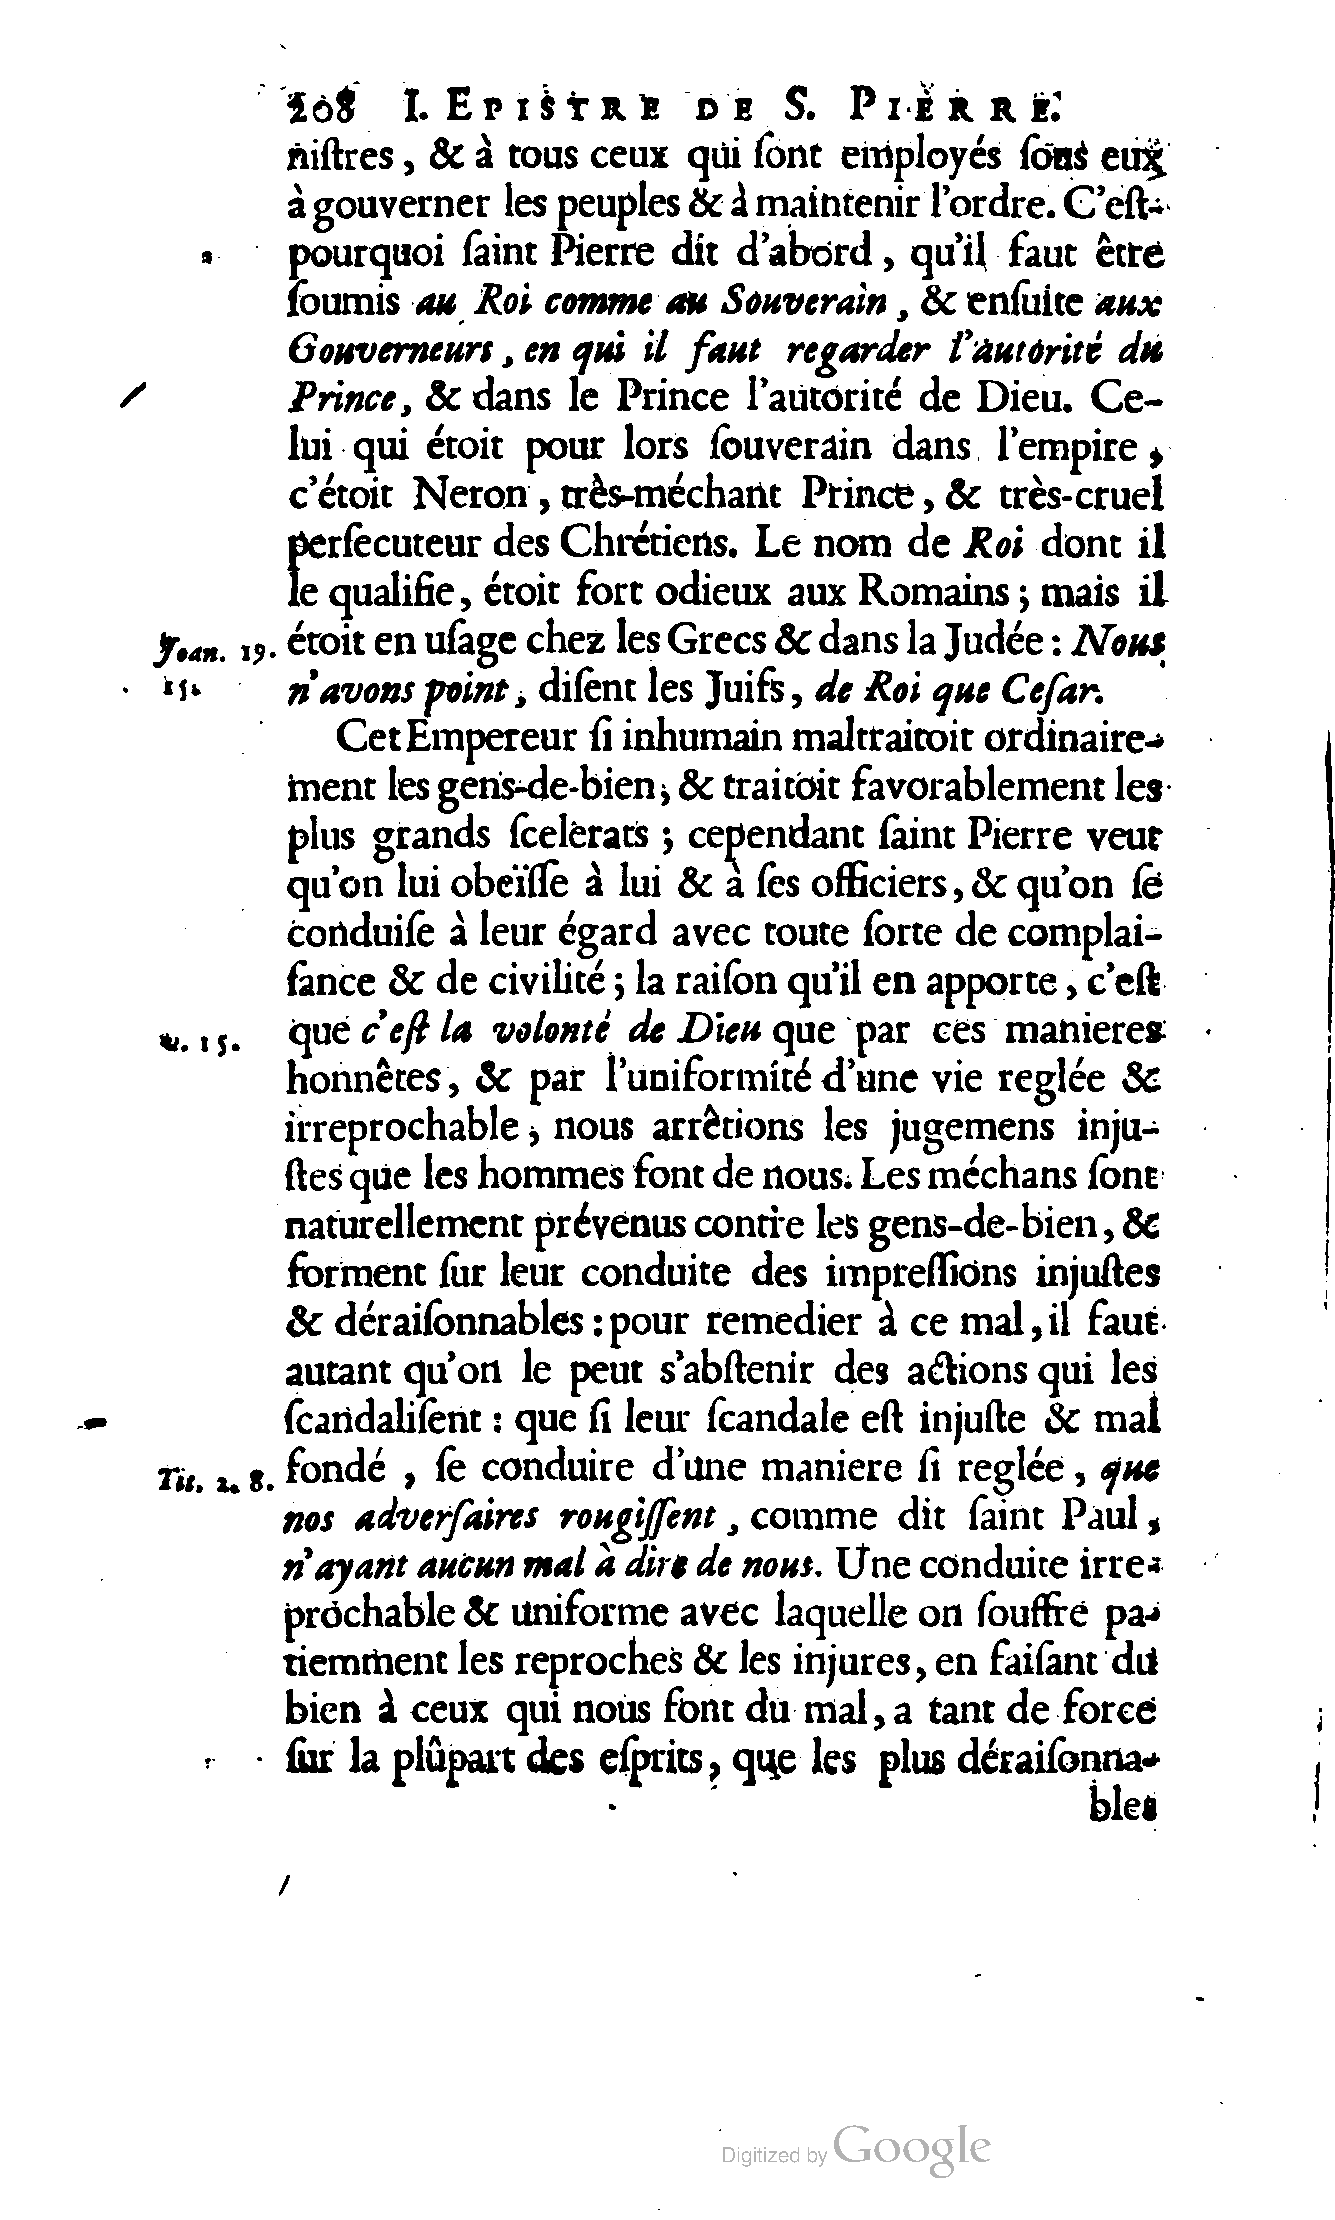 208 I. EPISTRE DE S. PIERRE.
niſtres, & à tous ceux qui ſont employés ſous eux
à gouverner les peuples & à maintenir l'ordre. C'eſt-
pourquoi ſaint Pierre dit d'abord, qu'il faut être
ſoumis au Roi comme au Souverain, & enſuite aux
Gouverneurs, en qui il faut regarder l'autorité du
Prince, & dans le Prince l'autorité de Dieu. Ce-
lui qui étoit pour lors ſouverain dans l'empire,
c'étoit Neron, très-méchant Prince, & très-cruel
perſecuteur des Chrétiens. Le nom de Roi dont il
le qualifie, étoit fort odieux aux Romains; mais il
Joan. 19. étoit en uſage chez les Grecs & dans la Judée: Nous
15. n'avons point, diſent les Juifs, de Roi que Ceſar.
Cet Empereur ſi inhumain maltraitoit ordinaire-
ment les gens-de-bien, & traitoit favorablement les
plus grands ſcelerats; cependant ſaint Pierre veut
qu'on lui obeïſſe à lui & à ſes officiers, & qu'on ſe
conduiſe à leur égard avec toute ſorte de complai-
ſance & de civilité; la raiſon qu'il en apporte, c'eſt
v. 15. que c'eſt la volonté de Dieu que par ces manieres
honnêtes, & par l'uniformité d'une vie reglée &
irreprochable, nous arrêtions les jugemens inju-
ſtes que les hommes font de nous. Les méchans ſont
naturellement prévenus contre les gens-de-bien, &
forment ſur leur conduite des impreſſions injuſtes
& déraiſonnables: pour remedier à ce mal, il faut
autant qu'on le peut s'abſtenir des actions qui les
ſcandaliſent: que ſi leur ſcandale eſt injuſte & mal
Tit. 2. 8. fondé, ſe conduire d'une maniere ſi reglée, que
nos adverſaires rougiſſent, comme dit ſaint Paul,
n'ayant aucun mal à dire de nous. Une conduite irre-
prochable & uniforme avec laquelle on ſouffre pa-
tiemment les reproches & les injures, en faiſant du
bien à ceux qui nous font du mal, a tant de force
ſur la plûpart des eſprits, que les plus déraiſonna-
bles
Digitized by Google